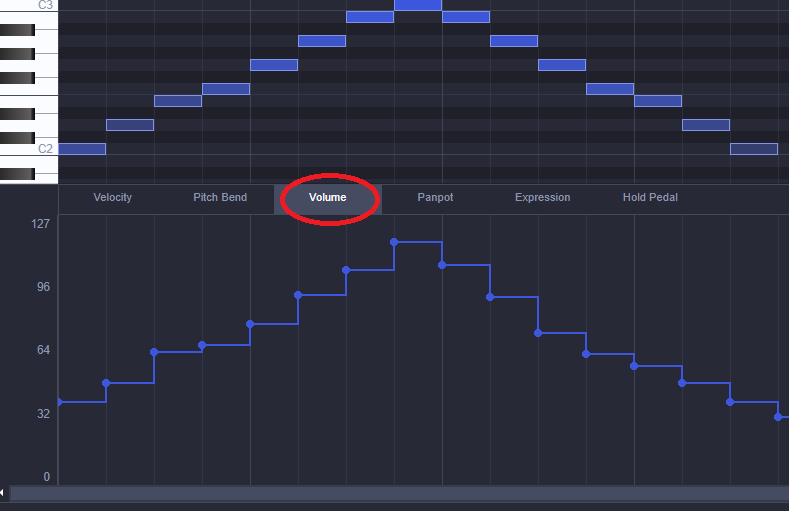 C3
C2
Velocity Pitch Bend Volume Panpot Expression Hold Pedal
127
96
64
32
0